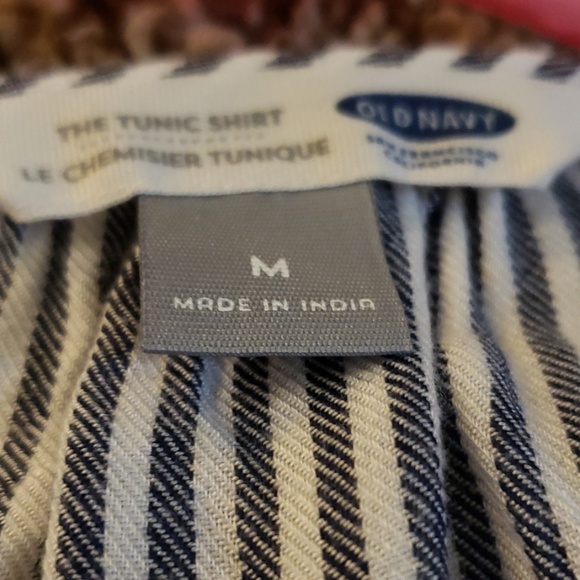 THE TUNIC SHIRT
LE CHEMISIER TUNIQUE
OLD NAVY
SAN FRANCISCO
CALIFORNIA
M
MADE IN INDIA